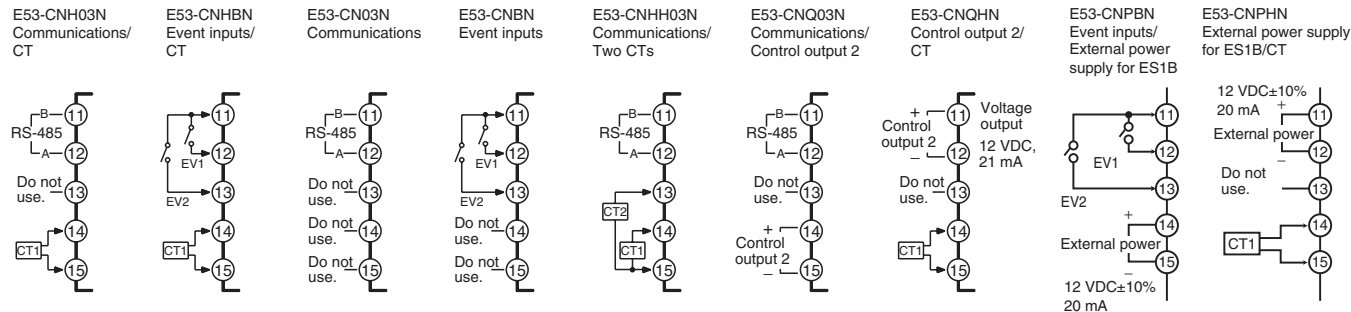 E53-CNH03N
Communications/
CT
B
11
RS-485
A
12
Do not
use.
13
14
CT1
15
E53-CNHBN
Event inputs/
CT
11
12
EV1
13
EV2
14
CT1
15
E53-CN03N
Communications
B
11
RS-485
A
12
Do not
use.
13
Do not
use.
14
Do not
use.
15
E53-CNBN
Event inputs
11
12
EV1
13
EV2
Do not
use.
14
Do not
use.
15
E53-CNHH03N
Communications/
Two CTs
B
11
RS-485
A
12
13
CT2
14
CT1
15
E53-CNQ03N
Communications/
Control output 2
B
11
RS-485
A
12
Do not
use.
13
+
14
Control
output 2
–
15
E53-CNQHN
Control output 2/
CT
+
11
Voltage
output
12 VDC,
21 mA
Control
output 2
–
12
Do not
use.
13
14
CT1
15
E53-CNPBN
Event inputs/
External power
supply for ES1B
11
EV1
12
13
EV2
+
14
External power
15
–
12 VDC±10%
20 mA
E53-CNPHN
External power supply
for ES1B/CT
12 VDC±10%
20 mA
+
11
External power
12
–
Do not
use.
13
14
CT1
15